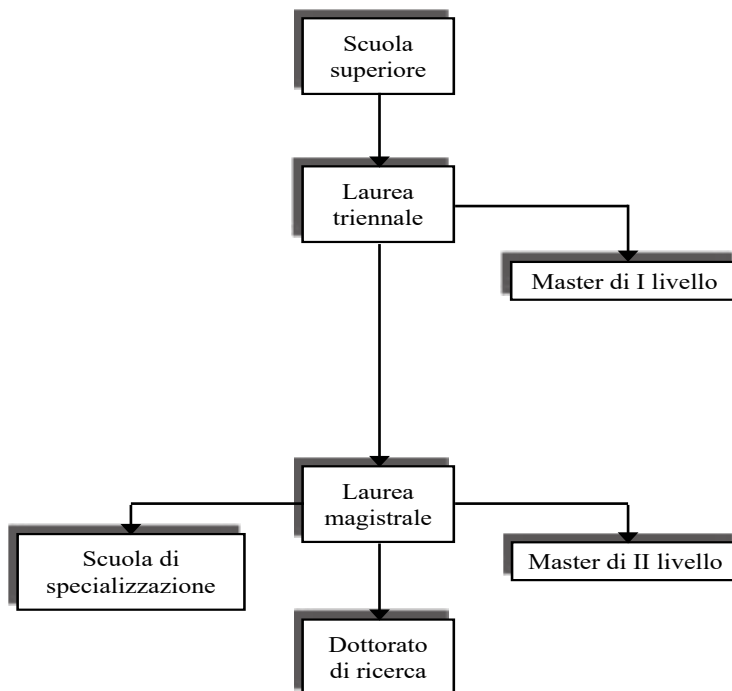 Scuola
superiore
Laurea
triennale
Master di I livello
Laurea
magistrale
Scuola di
specializzazione
Master di II livello
Dottorato
di ricerca